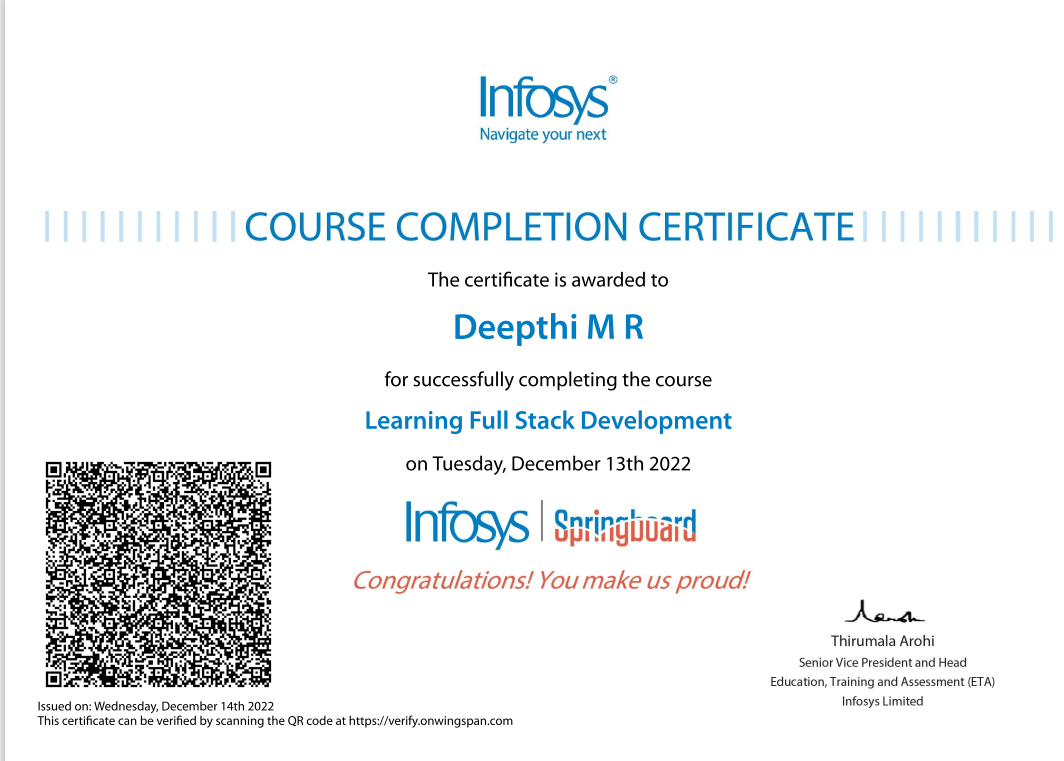 Infosys®
Navigate your next
COURSE COMPLETION CERTIFICATE
The certificate is awarded to
Deepthi M R
for successfully completing the course
Learning Full Stack Development
on Tuesday, December 13th 2022
Infosys | Springboard
Congratulations! You make us proud!
Thirumala Arohi
Senior Vice President and Head
Education, Training and Assessment (ETA)
Infosys Limited
Issued on: Wednesday, December 14th 2022
This certificate can be verified by scanning the QR code at https://verify.onwingspan.com